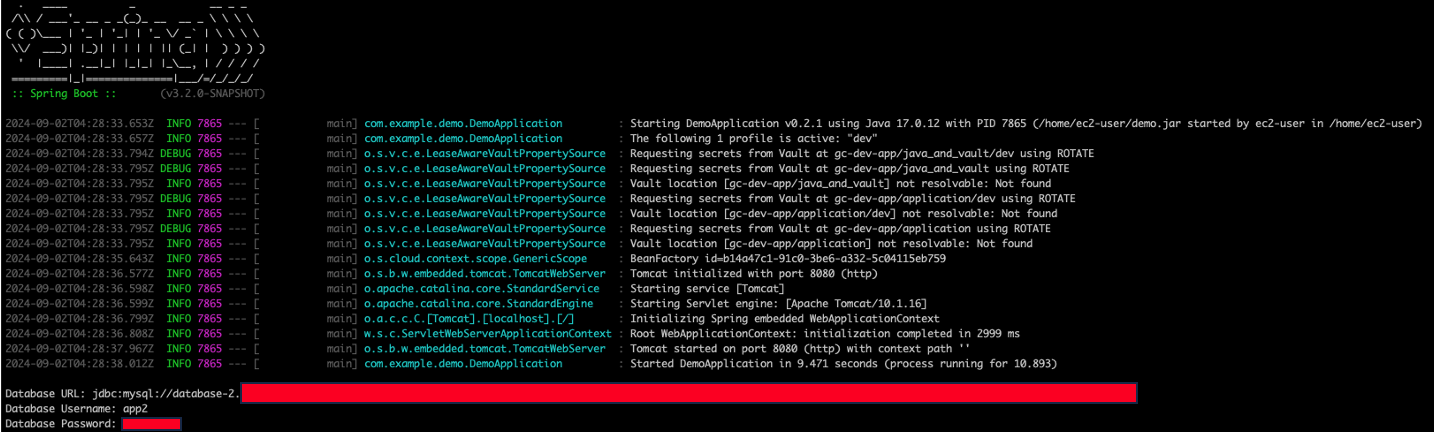 :: Spring Boot ::       (v3.2.0-SNAPSHOT)
2024-09-02T04:28:33.653Z  INFO 7865 --- [           main] com.example.demo.DemoApplication         : Starting DemoApplication v0.2.1 using Java 17.0.12 with PID 7865 (/home/ec2-user/demo.jar started by ec2-user in /home/ec2-user)
2024-09-02T04:28:33.662Z  INFO 7865 --- [           main] com.example.demo.DemoApplication         : The following 1 profile is active: "dev"
2024-09-02T04:28:33.794Z DEBUG 7865 --- [           main] o.s.v.c.e.LeaseAwareVaultPropertySource  : Requesting secrets from Vault at gc-dev-app/java_and_vault/dev using ROTATE
2024-09-02T04:28:33.795Z DEBUG 7865 --- [           main] o.s.v.c.e.LeaseAwareVaultPropertySource  : Requesting secrets from Vault at gc-dev-app/java_and_vault using ROTATE
2024-09-02T04:28:33.795Z  INFO 7865 --- [           main] o.s.v.c.e.LeaseAwareVaultPropertySource  : Vault location [gc-dev-app/java_and_vault] not resolvable: Not found
2024-09-02T04:28:33.795Z DEBUG 7865 --- [           main] o.s.v.c.e.LeaseAwareVaultPropertySource  : Requesting secrets from Vault at gc-dev-app/application/dev using ROTATE
2024-09-02T04:28:33.795Z  INFO 7865 --- [           main] o.s.v.c.e.LeaseAwareVaultPropertySource  : Vault location [gc-dev-app/application/dev] not resolvable: Not found
2024-09-02T04:28:33.795Z DEBUG 7865 --- [           main] o.s.v.c.e.LeaseAwareVaultPropertySource  : Requesting secrets from Vault at gc-dev-app/application using ROTATE
2024-09-02T04:28:33.795Z  INFO 7865 --- [           main] o.s.v.c.e.LeaseAwareVaultPropertySource  : Vault location [gc-dev-app/application] not resolvable: Not found
2024-09-02T04:28:35.643Z  INFO 7865 --- [           main] o.s.cloud.context.scope.GenericScope     : BeanFactory id=b14a47c1-91c0-3be6-a332-5c04115eb759
2024-09-02T04:28:36.577Z  INFO 7865 --- [           main] o.s.b.w.embedded.tomcat.TomcatWebServer  : Tomcat initialized with port 8080 (http)
2024-09-02T04:28:36.598Z  INFO 7865 --- [           main] o.apache.catalina.core.StandardService   : Starting service [Tomcat]
2024-09-02T04:28:36.599Z  INFO 7865 --- [           main] o.apache.catalina.core.StandardEngine    : Starting Servlet engine: [Apache Tomcat/10.1.16]
2024-09-02T04:28:36.799Z  INFO 7865 --- [           main] o.a.c.c.C.[Tomcat].[localhost].[/]       : Initializing Spring embedded WebApplicationContext
2024-09-02T04:28:36.808Z  INFO 7865 --- [           main] w.s.c.ServletWebServerApplicationContext : Root WebApplicationContext: initialization completed in 2999 ms
2024-09-02T04:28:37.967Z  INFO 7865 --- [           main] o.s.b.w.embedded.tomcat.TomcatWebServer  : Tomcat started on port 8080 (http) with context path ''
2024-09-02T04:28:38.012Z  INFO 7865 --- [           main] com.example.demo.DemoApplication         : Started DemoApplication in 9.471 seconds (process running for 10.893)
Database URL: jdbc:mysql://database-2.
Database Username: app2
Database Password: